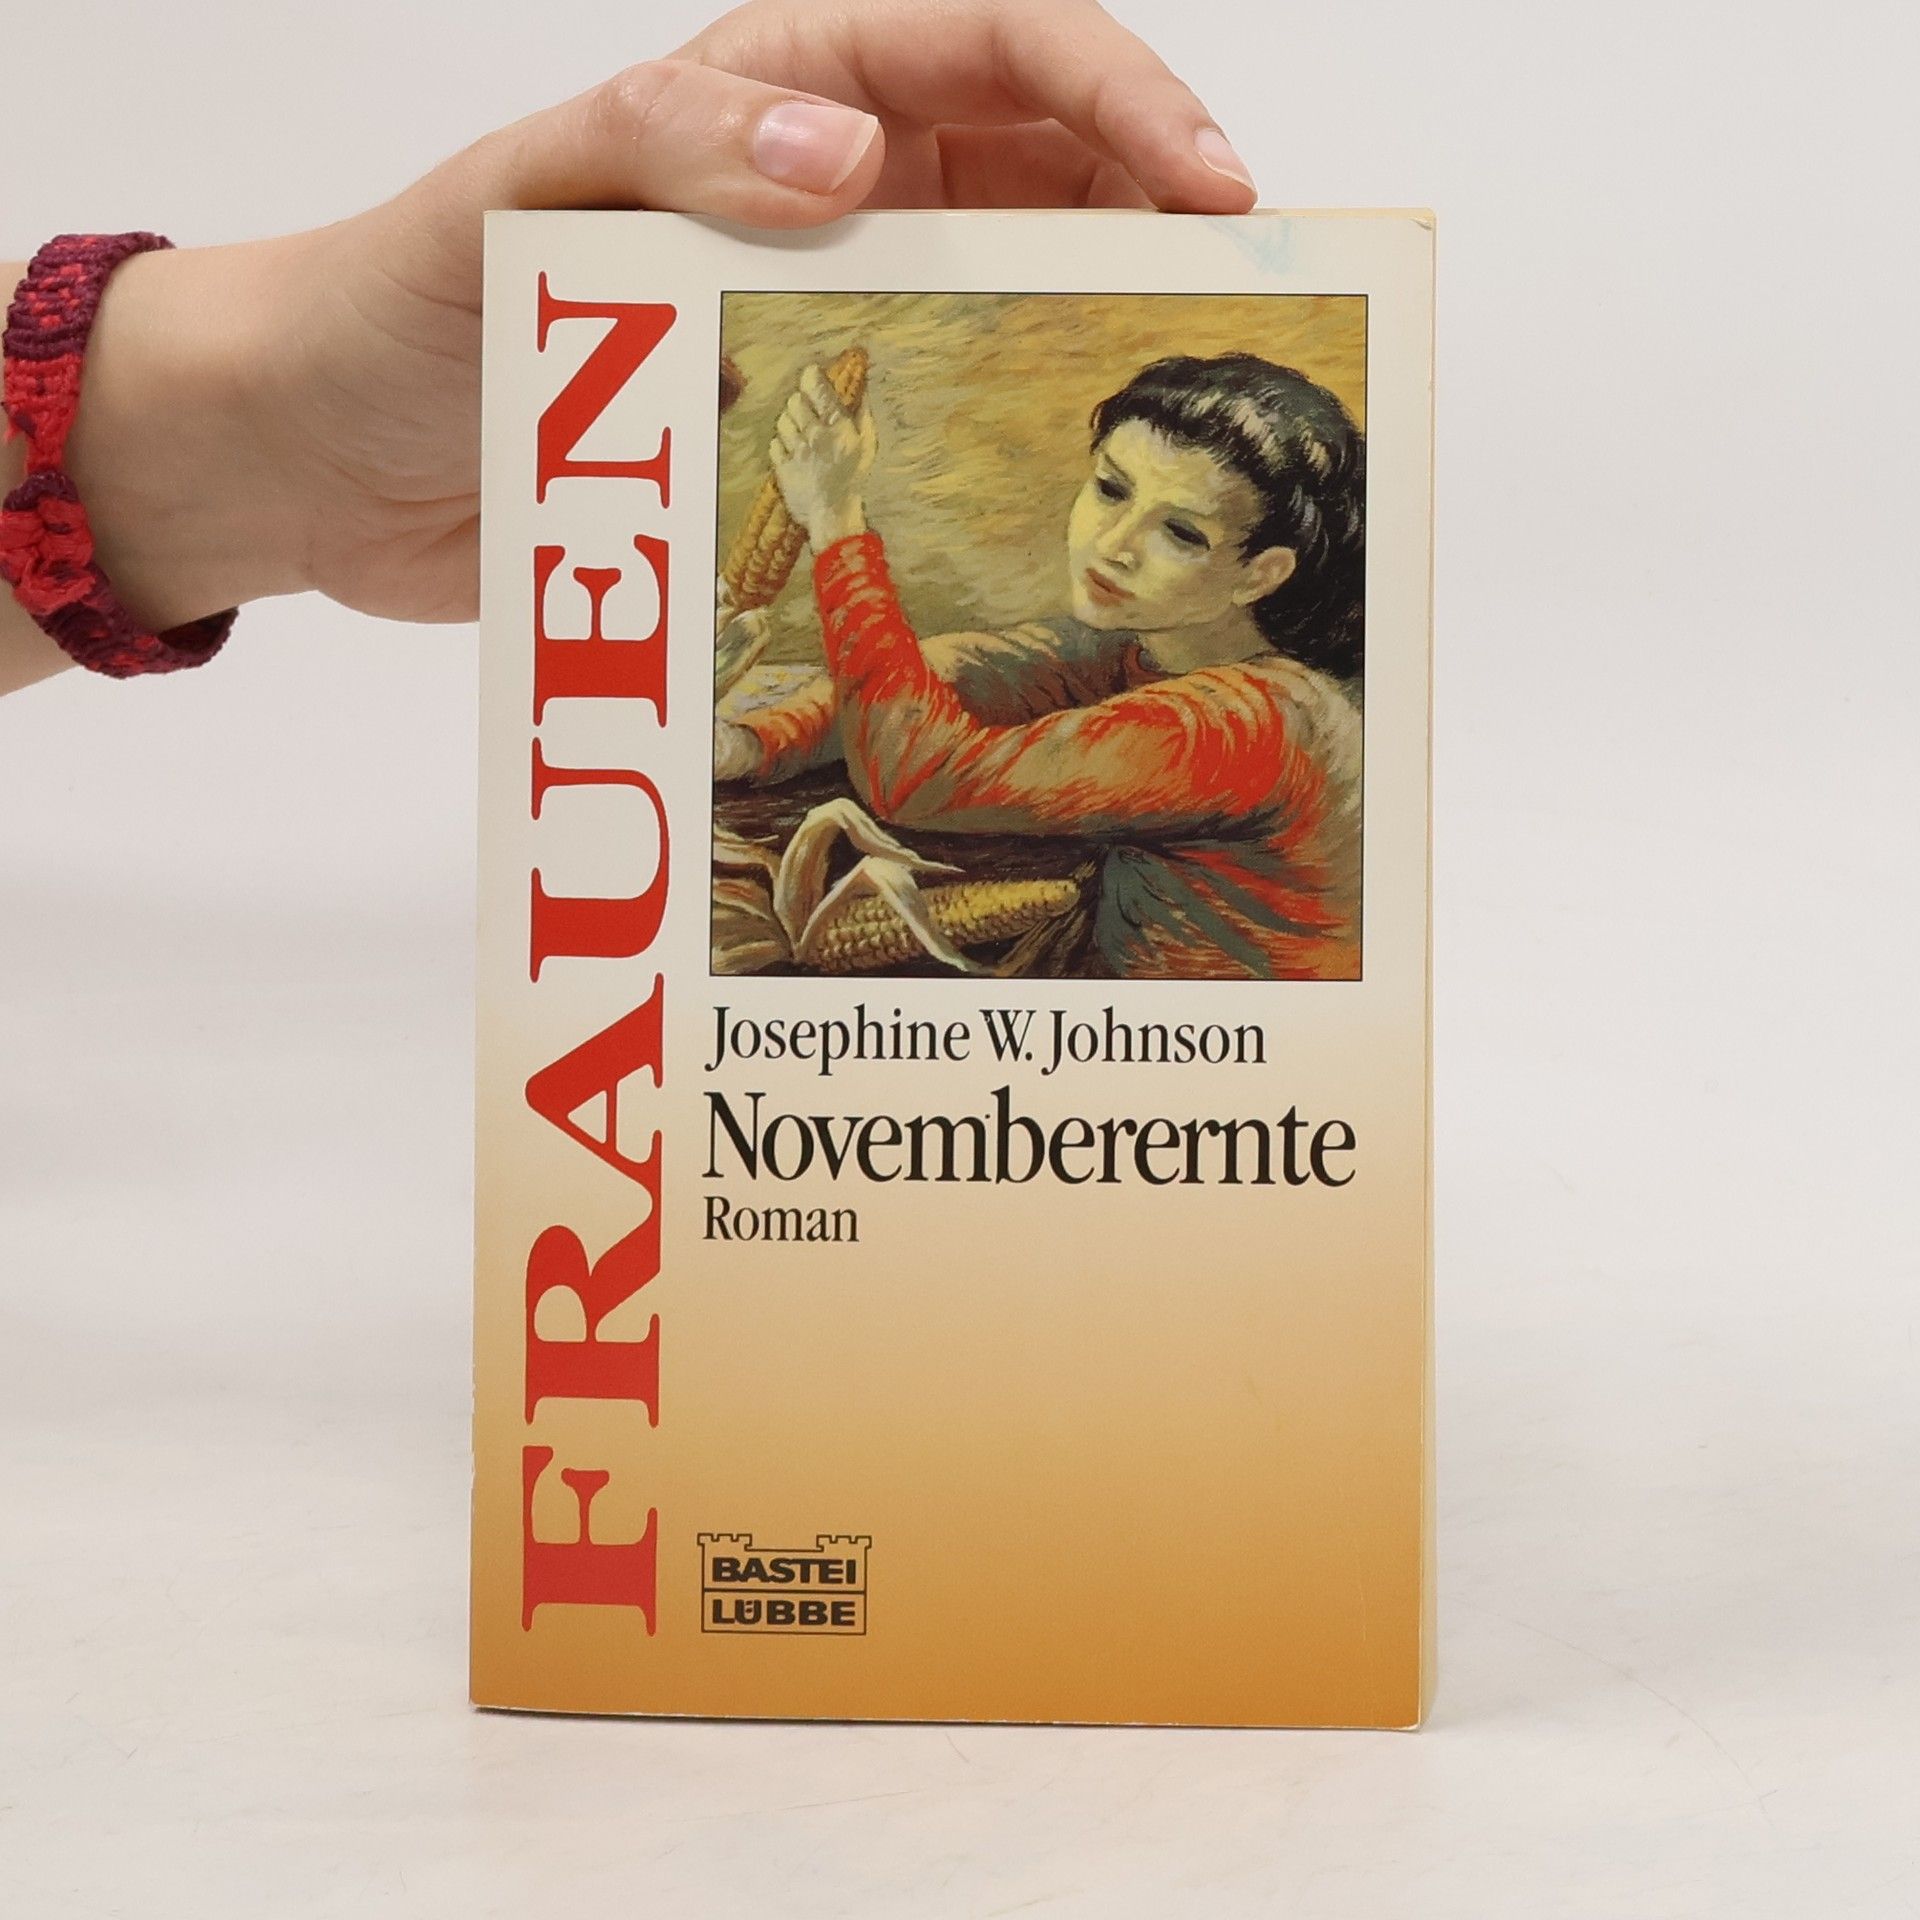 FRAUEN
Josephine W. Johnson
Novemberernte
Roman
BASTEI
LÜBBE